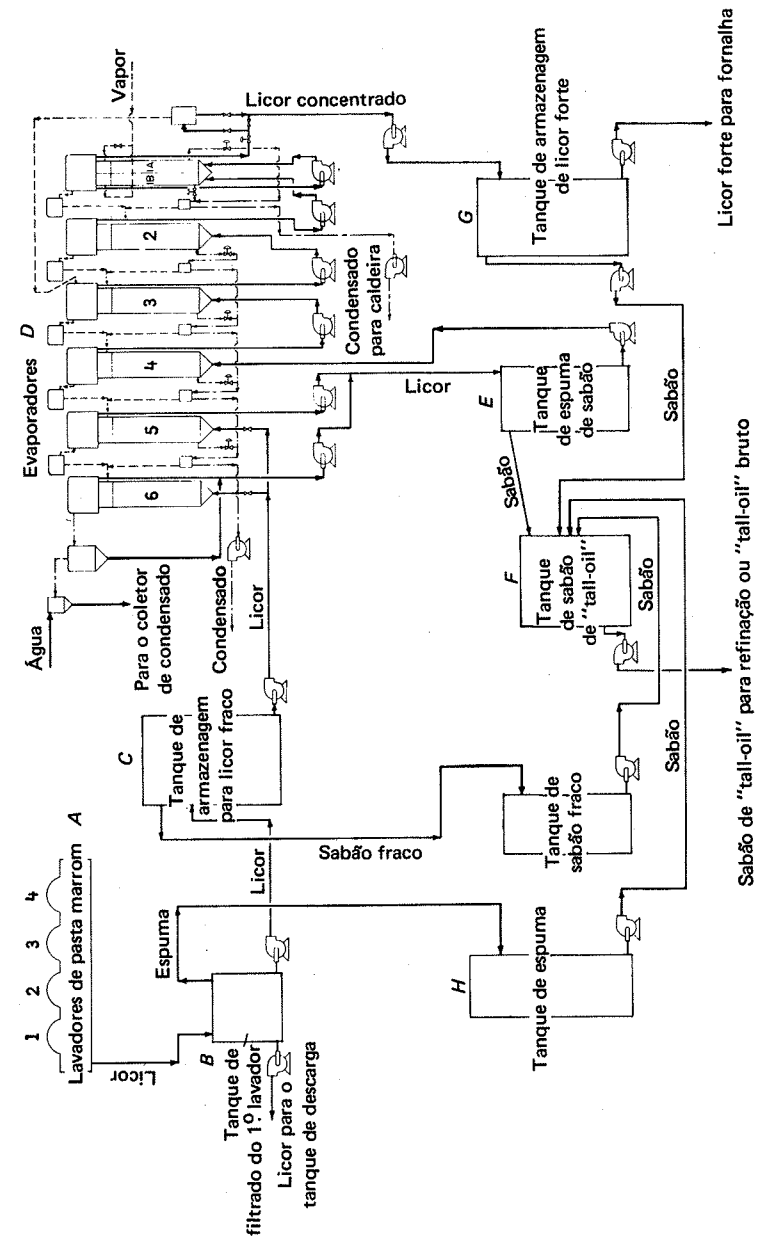 1
2
3
4
Lavadores de pasta marrom
A
Licor
B
Tanque de
filtrado do 1º lavador
Licor para o
tanque de descarga
Espuma
Licor
C
Tanque de
armazenagem
para licor fraco
Sabão fraco
Água
Para o coletor
de condensado
Condensado
Licor
Evaporadores
D
6
5
4
3
2
IB
IA
Vapor
Licor concentrado
Condensado
para caldeira
Licor
E
Tanque
de espuma
de sabão
Sabão
F
Tanque
de sabão
de "tall-oil"
Sabão
G
Tanque de armazenagem
de licor forte
Licor forte para fornalha
Sabão
H
Tanque de espuma
Tanque de
sabão fraco
Sabão
Sabão de "tall-oil" para refinação ou "tall-oil" bruto